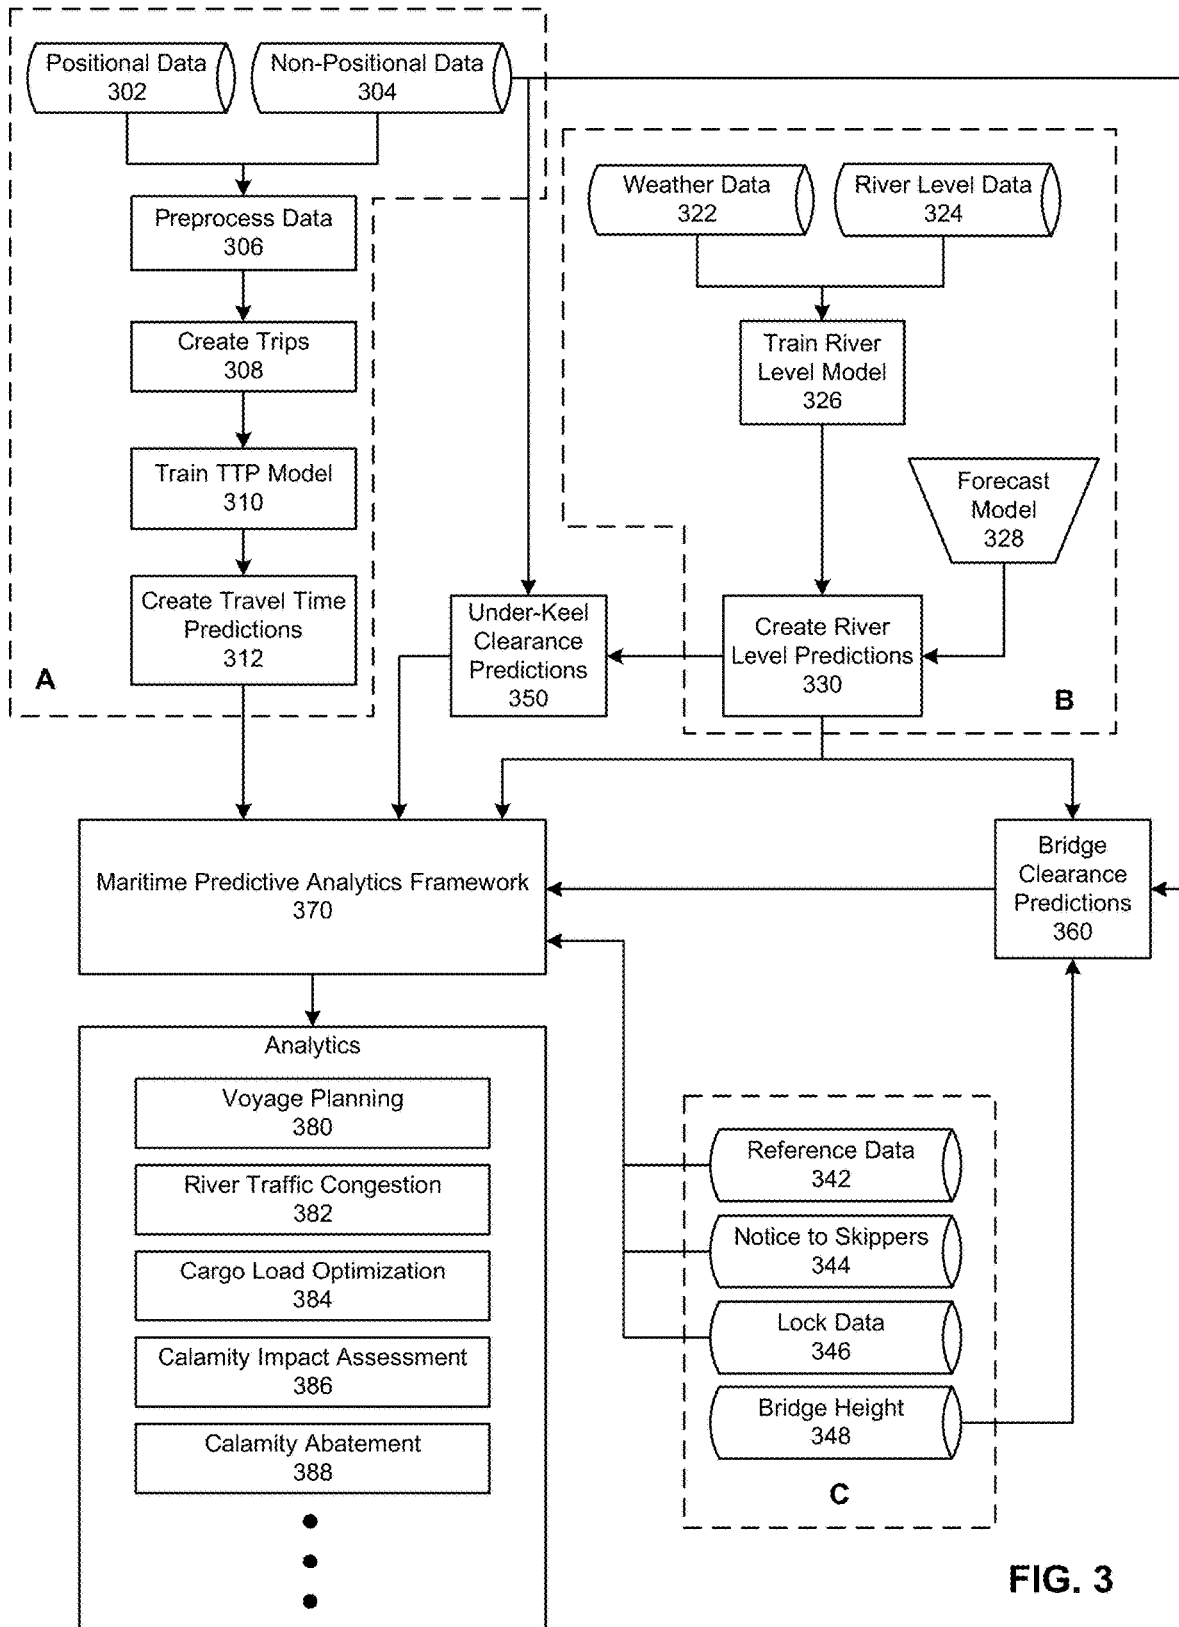 Positional Data
302
Non-Positional Data
304
Preprocess Data
306
Create Trips
308
Train TTP Model
310
Create Travel Time
Predictions
312
A
Weather Data
322
River Level Data
324
Train River
Level Model
326
Forecast
Model
328
Under-Keel
Clearance
Predictions
350
Create River
Level Predictions
330
B
Maritime Predictive Analytics Framework
370
Bridge
Clearance
Predictions
360
Analytics
Voyage Planning
380
River Traffic Congestion
382
Cargo Load Optimization
384
Calamity Impact Assessment
386
Calamity Abatement
388
Reference Data
342
Notice to Skippers
344
Lock Data
346
Bridge Height
348
C
FIG. 3